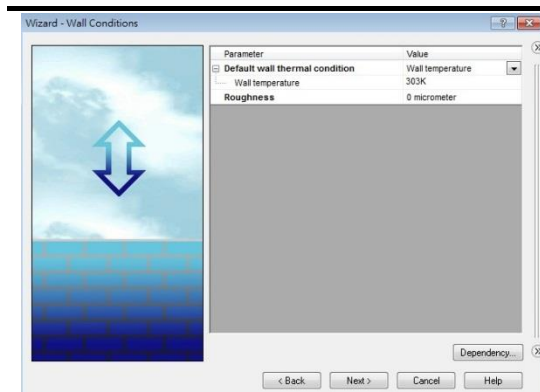 Wizard - Wall Conditions
Parameter Value
Default wall thermal condition Wall temperature
Wall temperature 303K
Roughness 0 micrometer
Dependency...
< Back Next > Cancel Help